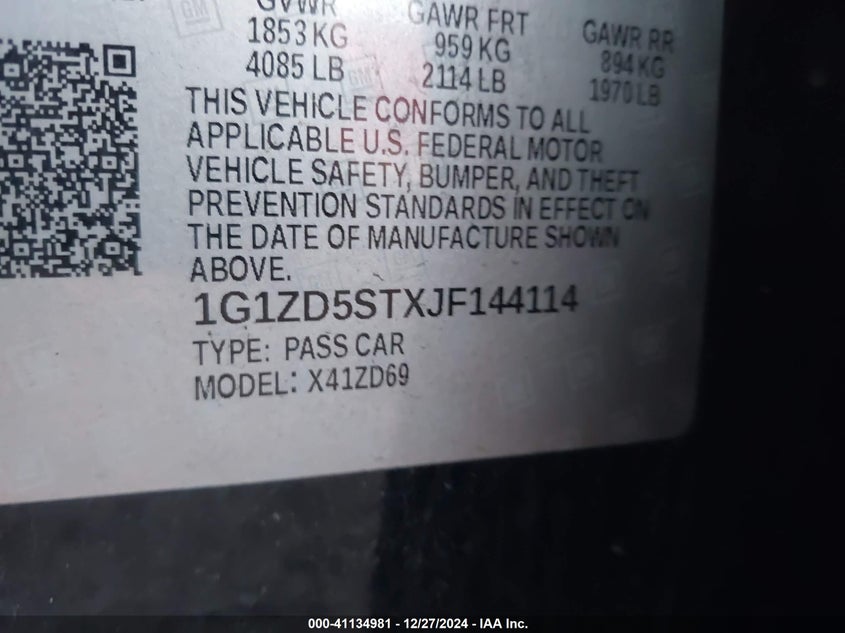 GVWR GAWR FRT GAWR RR
1853 KG 959 KG 894 KG
4085 LB 2114 LB 1970 LB
THIS VEHICLE CONFORMS TO ALL
APPLICABLE U.S. FEDERAL MOTOR
VEHICLE SAFETY, BUMPER, AND THEFT
PREVENTION STANDARDS IN EFFECT ON
THE DATE OF MANUFACTURE SHOWN
ABOVE.
1G1ZD5STXJF144114
TYPE: PASS CAR
MODEL: X41ZD69
000-41134981 - 12/27/2024 - IAA Inc.